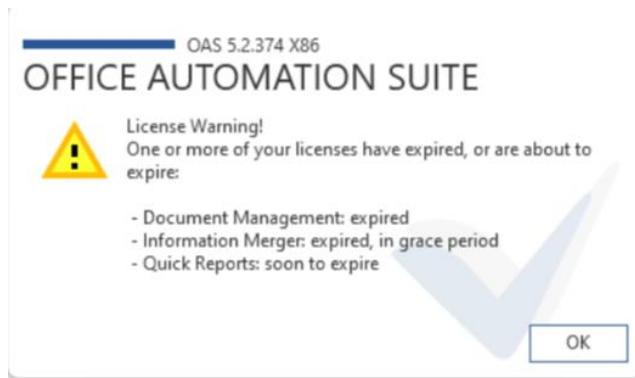 OAS 5.2.374 X86
OFFICE AUTOMATION SUITE
License Warning!
One or more of your licenses have expired, or are about to
expire:
- Document Management: expired
- Information Merger: expired, in grace period
- Quick Reports: soon to expire
OK